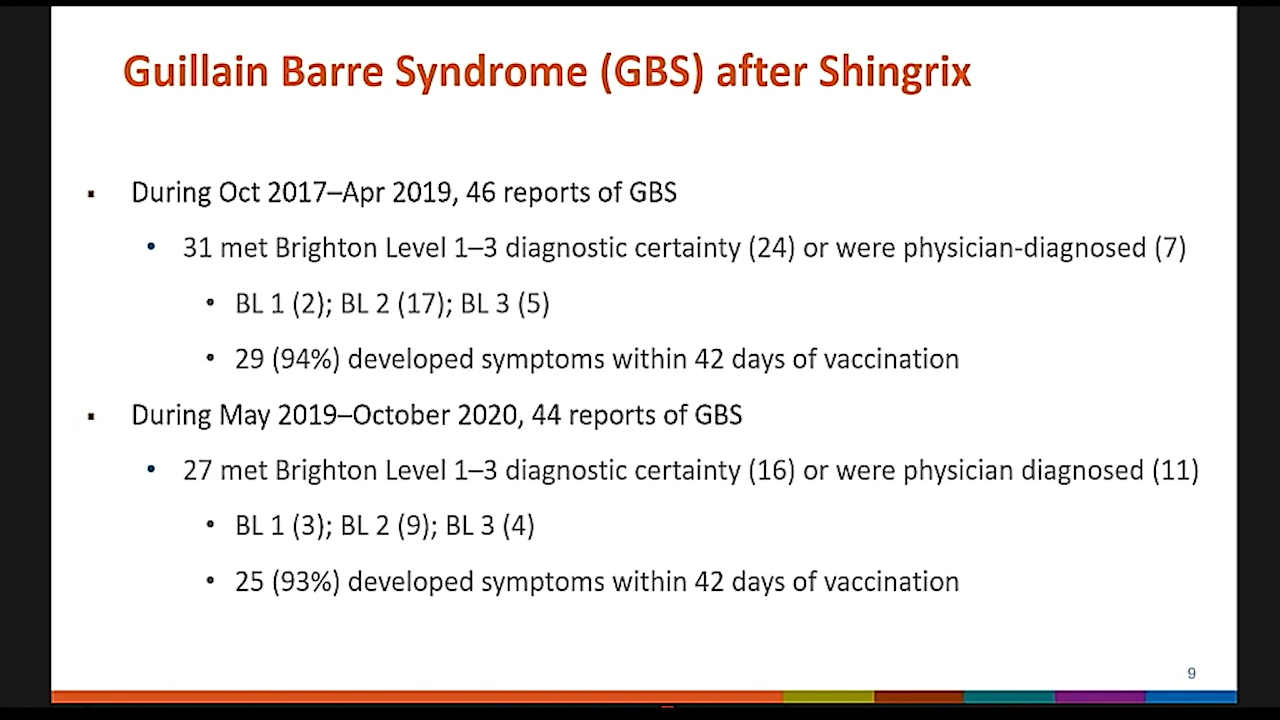 Guillain Barre Syndrome (GBS) after Shingrix
During Oct 2017–Apr 2019, 46 reports of GBS
31 met Brighton Level 1–3 diagnostic certainty (24) or were physician-diagnosed (7)
BL 1 (2); BL 2 (17); BL 3 (5)
29 (94%) developed symptoms within 42 days of vaccination
During May 2019–October 2020, 44 reports of GBS
27 met Brighton Level 1–3 diagnostic certainty (16) or were physician diagnosed (11)
BL 1 (3); BL 2 (9); BL 3 (4)
25 (93%) developed symptoms within 42 days of vaccination
9